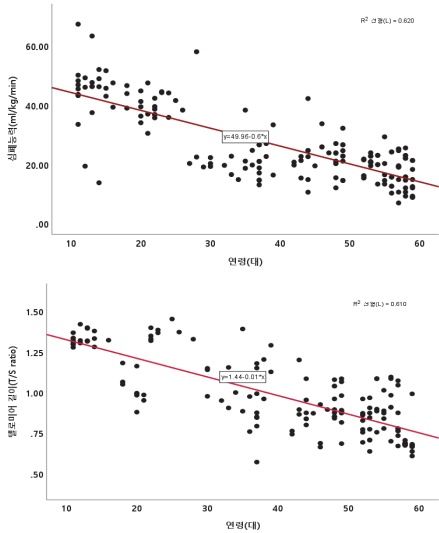 R² 선형(L) = 0.620
심폐능력(ml/kg/min)
60.00
40.00
20.00
.00
y=49.96-0.6*x
10 20 30 40 50 60
연령(대)
R² 선형(L) = 0.610
텔로미어 길이(T/S ratio)
1.50
1.25
1.00
.75
.50
y=1.44-0.01*x
10 20 30 40 50 60
연령(대)